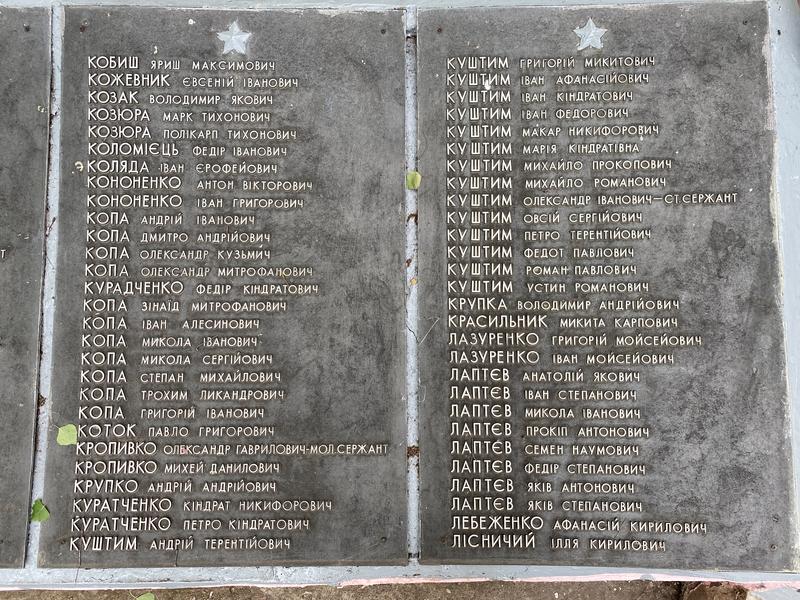 КОБИШ ЯРИШ МАКСИМОВИЧ
КОЖЕВНИК ЄВСЕНІЙ ІВАНОВИЧ
КОЗАК ВОЛОДИМИР ЯКОВИЧ
КОЗЮРА МАРК ТИХОНОВИЧ
КОЗЮРА ПОЛІКАРП ТИХОНОВИЧ
КОЛОМІЄЦЬ ФЕДІР ІВАНОВИЧ
КОЛЯДА ІВАН ЄРОФЕЙОВИЧ
КОНОНЕНКО АНТОН ВІКТОРОВИЧ
КОНОНЕНКО ІВАН ГРИГОРОВИЧ
КОПА АНДРІЙ ІВАНОВИЧ
КОПА ДМИТРО АНДРІЙОВИЧ
КОПА ОЛЕКСАНДР КУЗЬМИЧ
КОПА ОЛЕКСАНДР МИТРОФАНОВИЧ
КУРАДЧЕНКО ФЕДІР КІНДРАТОВИЧ
КОПА ЗІНАЇД МИТРОФАНОВИЧ
КОПА ІВАН АЛЕСИНОВИЧ
КОПА МИКОЛА ІВАНОВИЧ
КОПА МИКОЛА СЕРГІЙОВИЧ
КОПА СТЕПАН МИХАЙЛОВИЧ
КОПА ТРОХИМ ЛИКАНДРОВИЧ
КОПА ГРИГОРІЙ ІВАНОВИЧ
КОТОК ПАВЛО ГРИГОРОВИЧ
КРОПИВКО ОЛЕКСАНДР ГАВРИЛОВИЧ-МОЛ.СЕРЖАНТ
КРОПИВКО МИХЕЙ ДАНИЛОВИЧ
КРУПКО АНДРІЙ АНДРІЙОВИЧ
КУРАТЧЕНКО КІНДРАТ НИКИФОРОВИЧ
КУРАТЧЕНКО ПЕТРО КІНДРАТОВИЧ
КУШТИМ АНДРІЙ ТЕРЕНТІЙОВИЧ
КУШТИМ ГРИГОРІЙ МИКИТОВИЧ
КУШТИМ ІВАН АФАНАСІЙОВИЧ
КУШТИМ ІВАН КІНДРАТОВИЧ
КУШТИМ ІВАН ФЕДОРОВИЧ
КУШТИМ МАКАР НИКИФОРОВИЧ
КУШТИМ МАРІЯ КІНДРАТІВНА
КУШТИМ МИХАЙЛО ПРОКОПОВИЧ
КУШТИМ МИХАЙЛО РОМАНОВИЧ
КУШТИМ ОЛЕКСАНДР ІВАНОВИЧ—СТ.СЕРЖАНТ
КУШТИМ ОВСІЙ СЕРГІЙОВИЧ
КУШТИМ ПЕТРО ТЕРЕНТІЙОВИЧ
КУШТИМ ФЕДОТ ПАВЛОВИЧ
КУШТИМ РОМАН ПАВЛОВИЧ
КУШТИМ УСТИН РОМАНОВИЧ
КРУПКА ВОЛОДИМИР АНДРІЙОВИЧ
КРАСИЛЬНИК МИКИТА КАРПОВИЧ
ЛАЗУРЕНКО ГРИГОРІЙ МОЙСЕЙОВИЧ
ЛАЗУРЕНКО ІВАН МОЙСЕЙОВИЧ
ЛАПТЄВ АНАТОЛІЙ ЯКОВИЧ
ЛАПТЄВ ІВАН СТЕПАНОВИЧ
ЛАПТЄВ МИКОЛА ІВАНОВИЧ
ЛАПТЄВ ПРОКІП АНТОНОВИЧ
ЛАПТЄВ СЕМЕН НАУМОВИЧ
ЛАПТЄВ ФЕДІР СТЕПАНОВИЧ
ЛАПТЄВ ЯКІВ АНТОНОВИЧ
ЛАПТЄВ ЯКІВ СТЕПАНОВИЧ
ЛЕБЕЖЕНКО АФАНАСІЙ КИРИЛОВИЧ
ЛІСНИЧИЙ ІЛЛЯ КИРИЛОВИЧ